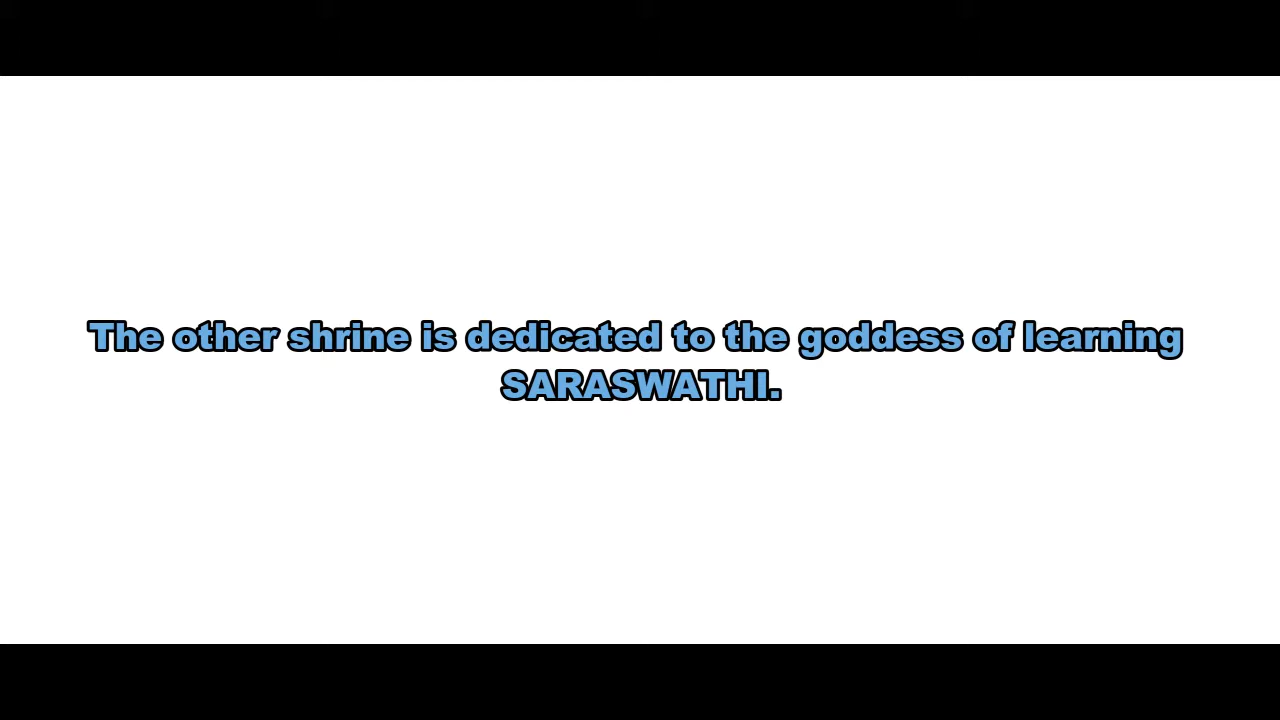 The other shrine is dedicated to the goddess of learning
SARASWATHI.